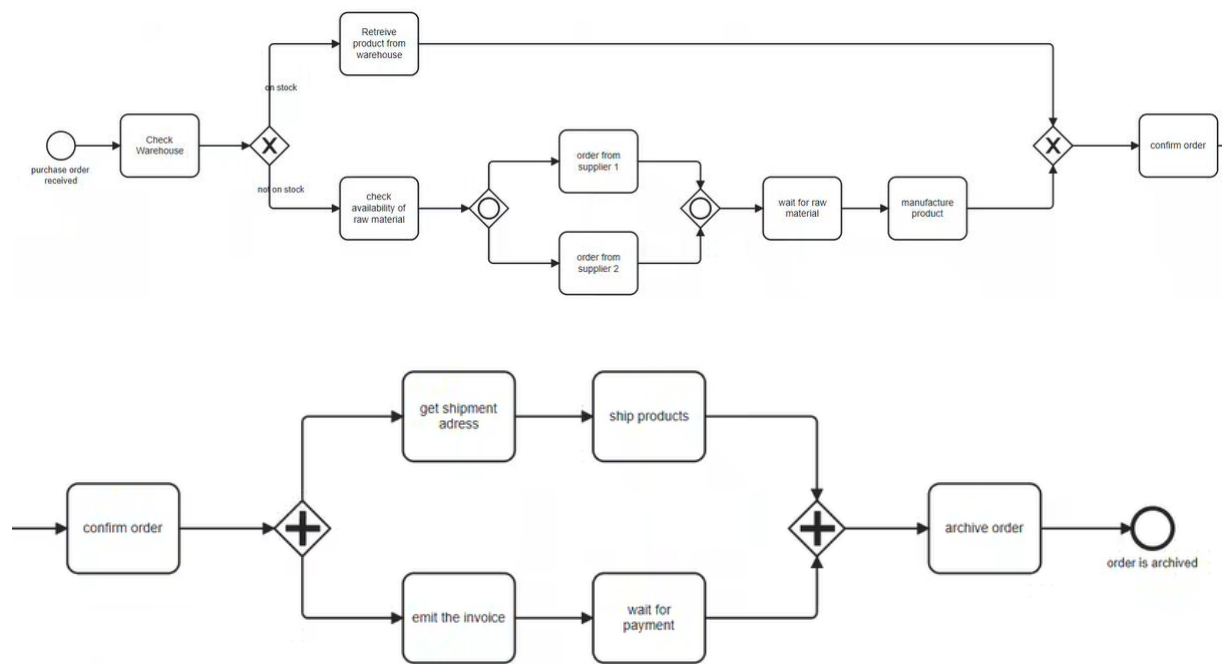 Retreive
product from
warehouse
on stock
Check
Warehouse
purchase order
received
confirm order
not on stock
order from
supplier 1
check
availability of
raw material
wait for raw
material
manufacture
product
order from
supplier 2
get shipment
adress
ship products
confirm order
archive order
order is archived
emit the invoice
wait for
payment